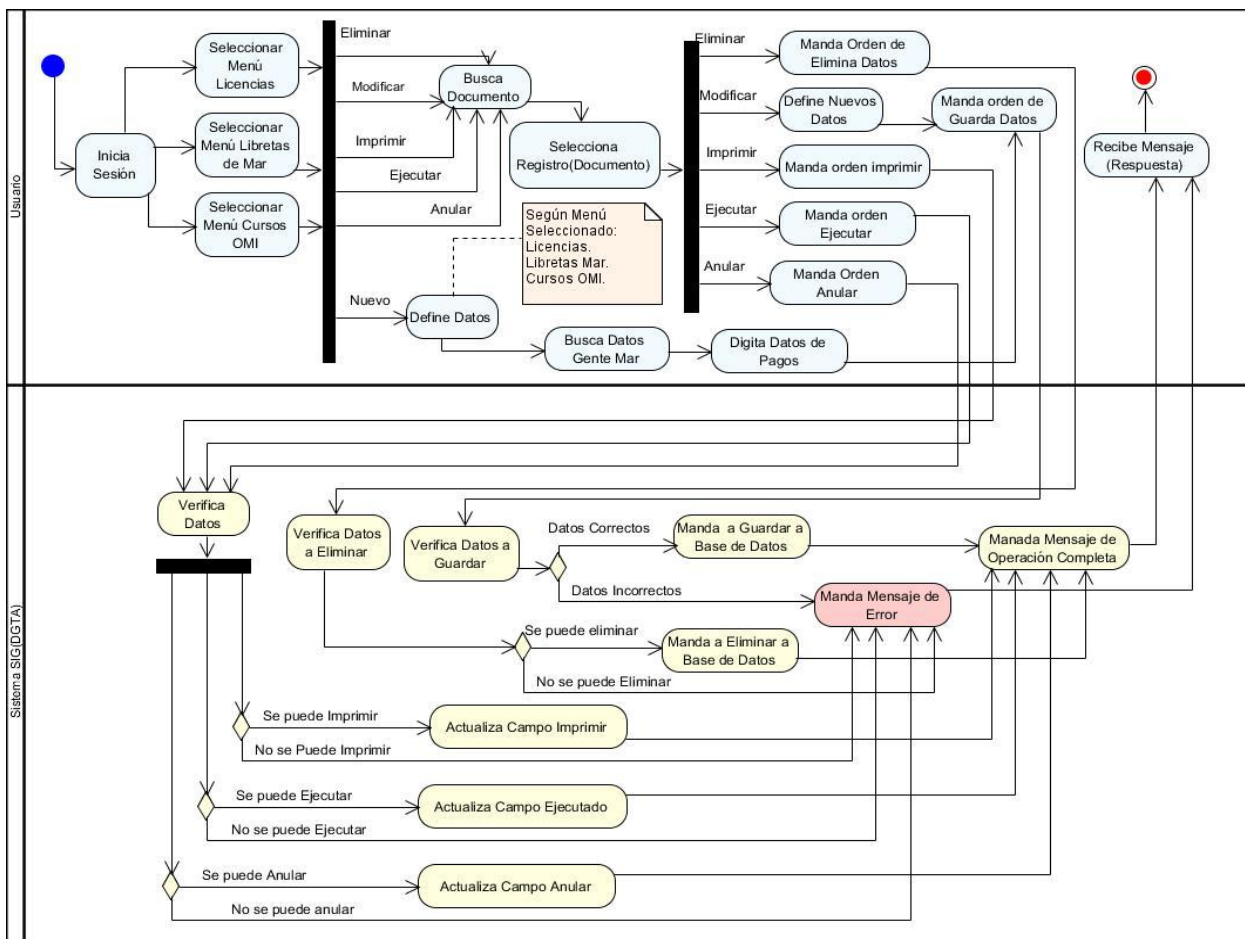 Usuario
Inicia
Sesión
Seleccionar
Menú
Licencias
Seleccionar
Menú Libretas
de Mar
Seleccionar
Menú Cursos
OMI
Eliminar
Modificar
Imprimir
Ejecutar
Anular
Nuevo
Busca
Documento
Selecciona
Registro(Documento)
Según Menú
Seleccionado:
Licencias.
Libretas Mar.
Cursos OMI.
Define Datos
Busca Datos
Gente Mar
Digita Datos de
Pagos
Eliminar
Modificar
Imprimir
Ejecutar
Anular
Manda Orden de
Elimina Datos
Define Nuevos
Datos
Manda orden de
Guarda Datos
Manda orden imprimir
Manda orden
Ejecutar
Manda Orden
Anular
Recibe Mensaje
(Respuesta)
Sistema SIG(DGTA)
Verifica
Datos
Verifica Datos
a Eliminar
Verifica Datos a
Guardar
Datos Correctos
Datos Incorrectos
Manda a Guardar a
Base de Datos
Manada Mensaje de
Operación Completa
Manda Mensaje de
Error
Se puede eliminar
No se puede Eliminar
Manda a Eliminar a
Base de Datos
Se puede Imprimir
No se Puede Imprimir
Actualiza Campo Imprimir
Se puede Ejecutar
No se puede Ejecutar
Actualiza Campo Ejecutado
Se puede Anular
No se puede anular
Actualiza Campo Anular